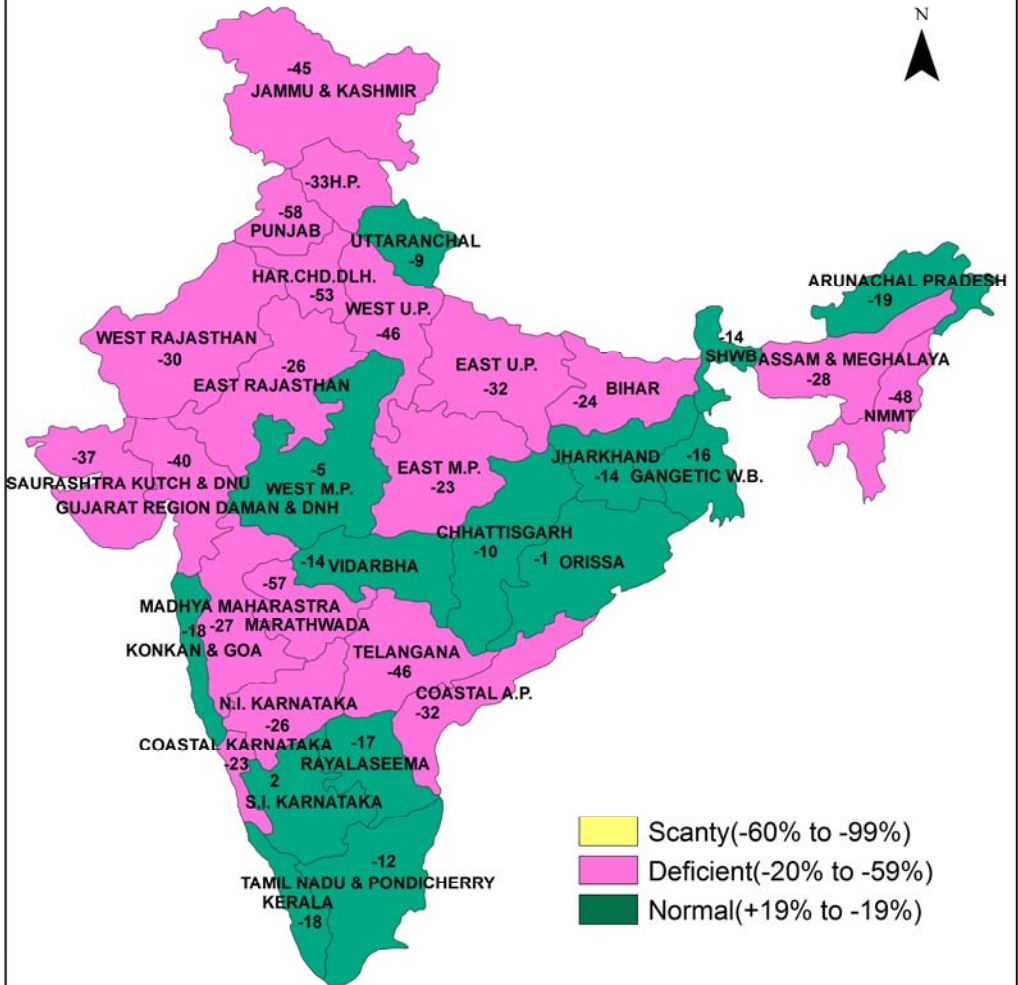 N
-45
JAMMU & KASHMIR
-33H.P.
-58
PUNJAB
UTTARANCHAL
-9
HAR.CHD.DLH.
-53
ARUNACHAL PRADESH
-19
WEST U.P.
-46
WEST RAJASTHAN
-30
-26
EAST RAJASTHAN
EAST U.P.
-32
BIHAR
-24
-14
SHWB
ASSAM & MEGHALAYA
-28
-48
NMMT
-37
SAURASHTRA KUTCH & DNU
-40
GUJARAT REGION DAMAN & DNH
-5
WEST M.P.
EAST M.P.
-23
JHARKHAND
-14
-16
GANGETIC W.B.
CHHATTISGARH
-10
-1 ORISSA
-14 VIDARBHA
-57
MADHYA MAHARASTRA
-27
MARATHWADA
-18
KONKAN & GOA
TELANGANA
-46
COASTAL A.P.
-32
N.I. KARNATAKA
-26
COASTAL KARNATAKA
-23
-17
RAYALASEEMA
2
S.I. KARNATAKA
-12
TAMIL NADU & PONDICHERRY
KERALA
-18
Scanty(-60% to -99%)
Deficient(-20% to -59%)
Normal(+19% to -19%)